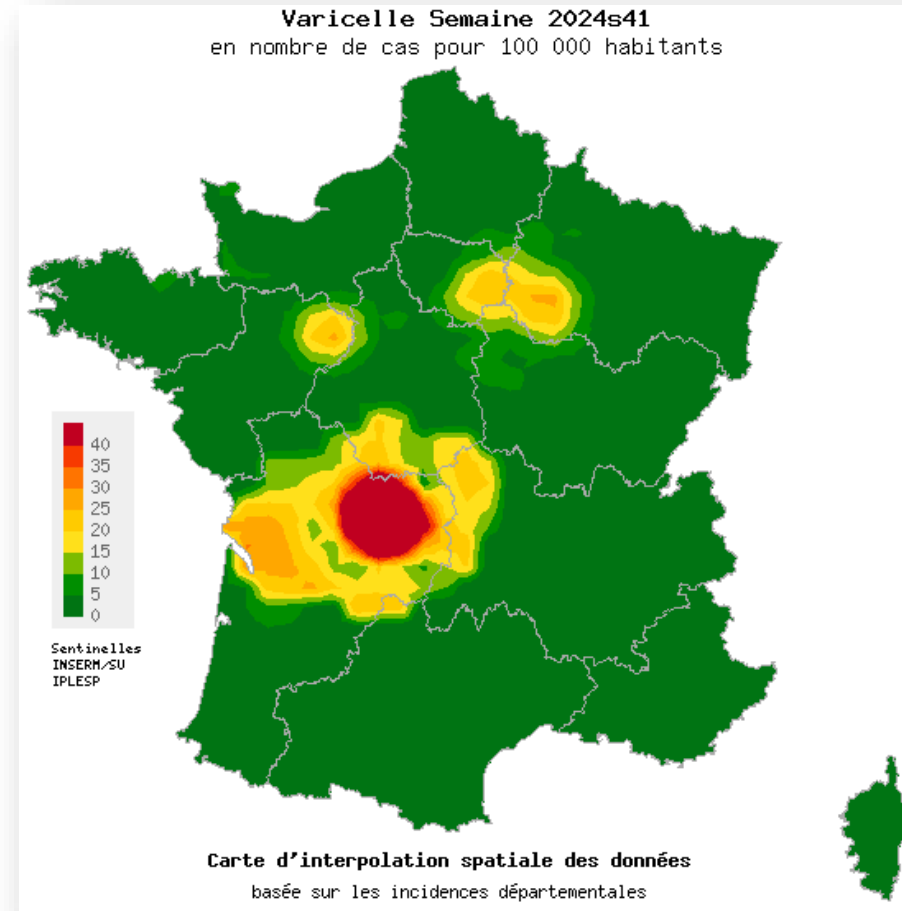 Varicelle Semaine 2024s41
en nombre de cas pour 100 000 habitants
40
35
30
25
20
15
10
5
0
Sentinelles
INSERM/SU
IPLESP
Carte d'interpolation spatiale des données
basée sur les incidences départementales